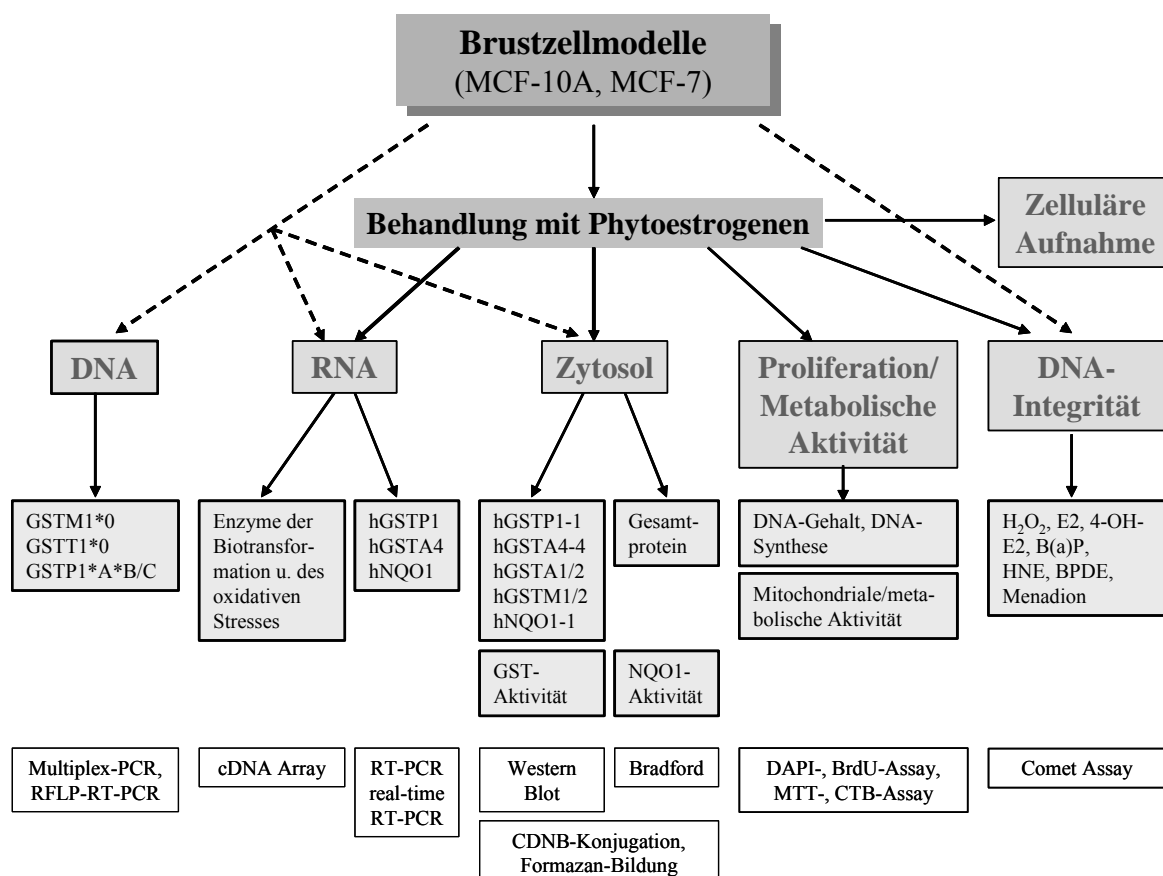 Brustzellmodelle
(MCF-10A, MCF-7)
Behandlung mit Phytoestrogenen
Zelluläre
Aufnahme
DNA
RNA
Zytosol
Proliferation/
Metabolische
Aktivität
DNA-
Integrität
GSTM1*0
GSTT1*0
GSTP1*A*B/C
Enzyme der
Biotransfor-
mation u. des
oxidativen
Stresses
hGSTP1
hGSTA4
hNQO1
hGSTP1-1
hGSTA4-4
hGSTA1/2
hGSTM1/2
hNQO1-1
Gesamt-
protein
DNA-Gehalt, DNA-
Synthese
Mitochondriale/meta-
bolische Aktivität
H₂O₂, E2, 4-OH-
E2, B(a)P,
HNE, BPDE,
Menadion
GST-
Aktivität
NQO1-
Aktivität
Multiplex-PCR,
RFLP-RT-PCR
cDNA Array
RT-PCR
real-time
RT-PCR
Western
Blot
Bradford
DAPI-, BrdU-Assay,
MTT-, CTB-Assay
Comet Assay
CDNB-Konjugation,
Formazan-Bildung